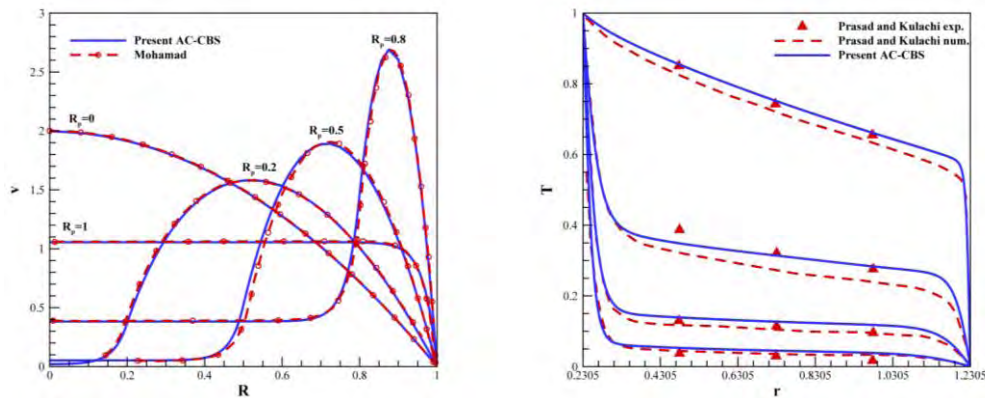 v
3
2.5
2
1.5
1
0.5
0
0
0.2
0.4
0.6
0.8
1
R
Present AC-CBS
Mohamad
Rp=0.8
Rp=0
Rp=0.5
Rp=0.2
Rp=1
T
1
0.8
0.6
0.4
0.2
0
0.2305
0.4305
0.6305
0.8305
1.0305
1.2305
r
Prasad and Kulachi exp.
Prasad and Kulachi num.
Present AC-CBS